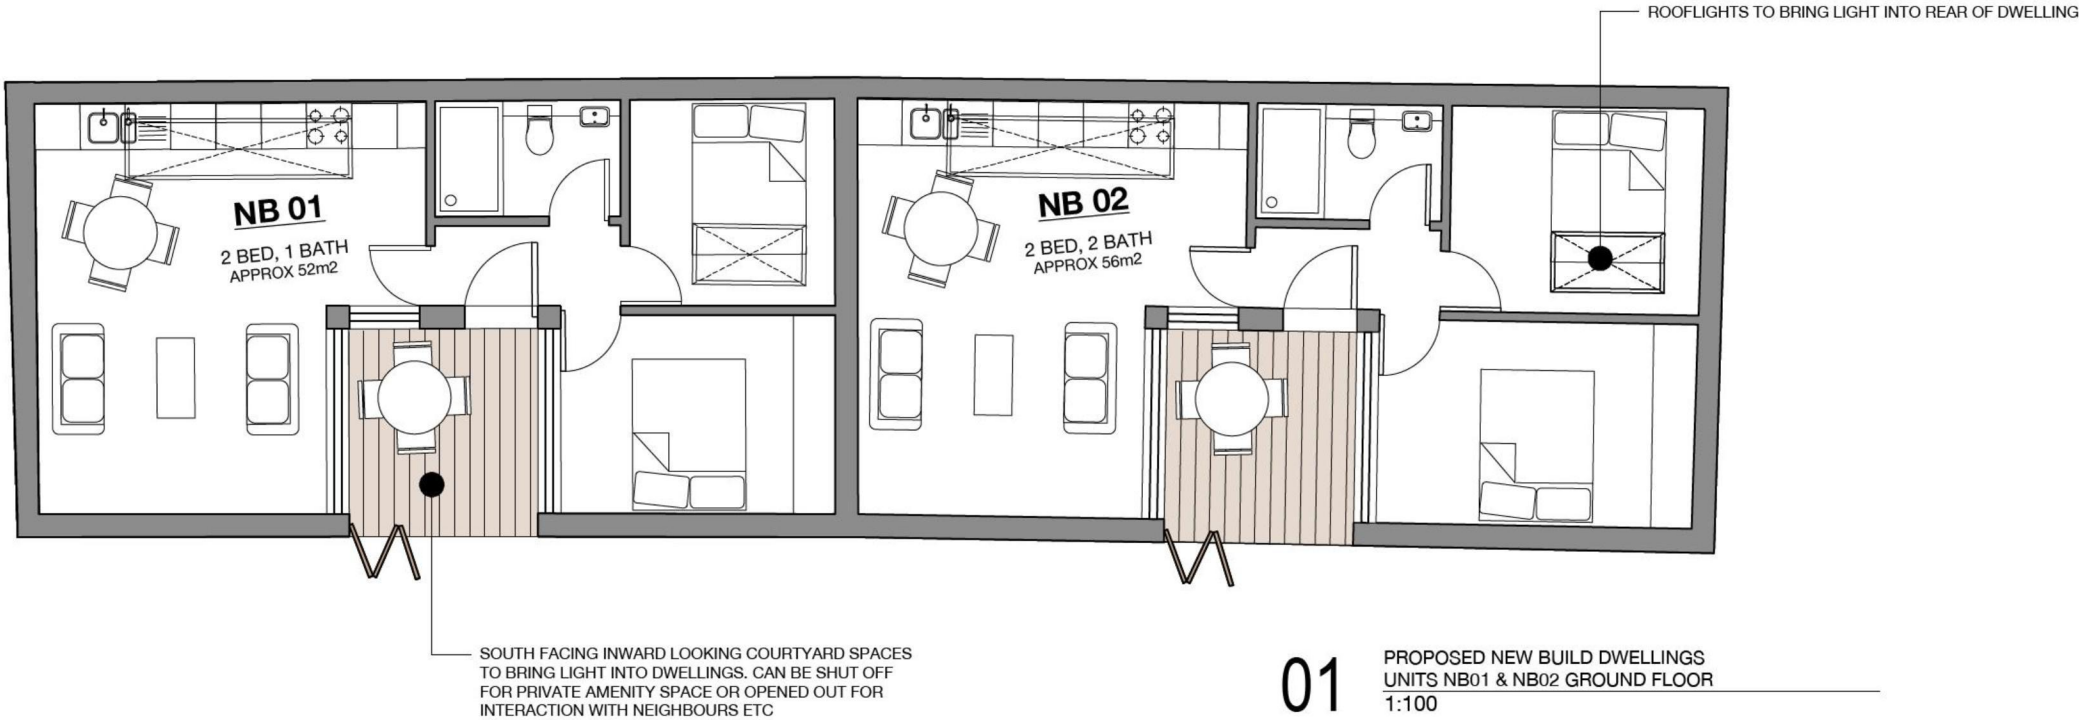 ROOFLIGHTS TO BRING LIGHT INTO REAR OF DWELLING
NB 01
2 BED, 1 BATH
APPROX 52m2
NB 02
2 BED, 2 BATH
APPROX 56m2
SOUTH FACING INWARD LOOKING COURTYARD SPACES
TO BRING LIGHT INTO DWELLINGS. CAN BE SHUT OFF
FOR PRIVATE AMENITY SPACE OR OPENED OUT FOR
INTERACTION WITH NEIGHBOURS ETC
01
PROPOSED NEW BUILD DWELLINGS
UNITS NB01 & NB02 GROUND FLOOR
1:100